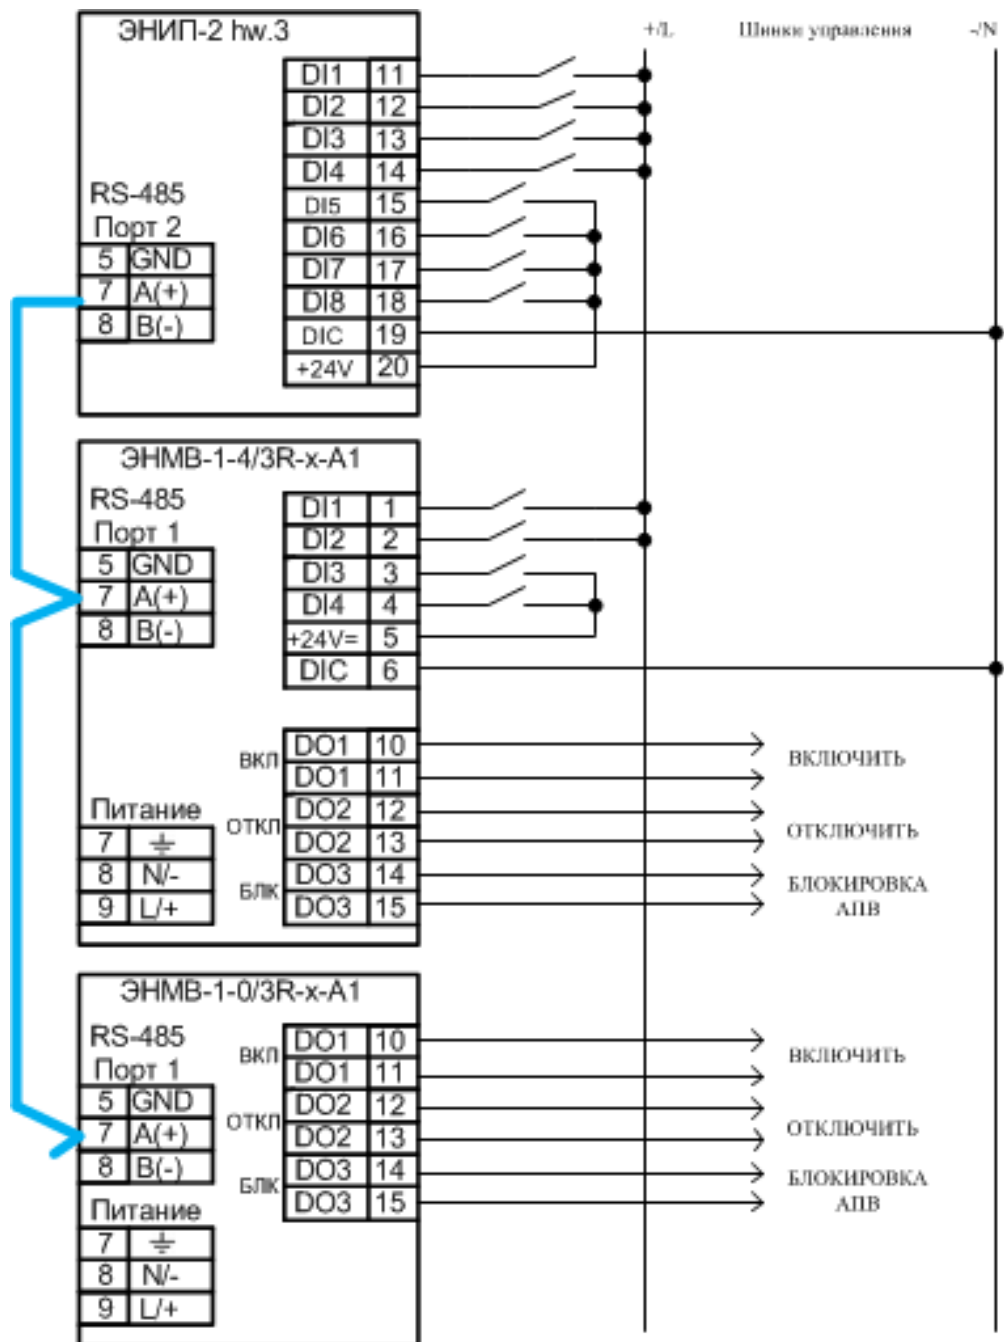 ЭНИП-2 hw.3
+/L
Шинки управления
-/N
DI1 11
DI2 12
DI3 13
DI4 14
DI5 15
DI6 16
DI7 17
DI8 18
DIC 19
+24V 20
RS-485
Порт 2
5 GND
7 A(+)
8 B(-)
ЭНМВ-1-4/3R-x-A1
RS-485
Порт 1
5 GND
7 A(+)
8 B(-)
DI1 1
DI2 2
DI3 3
DI4 4
+24V= 5
DIC 6
ВКЛ
DO1 10
DO1 11
ОТКЛ
DO2 12
DO2 13
БЛК
DO3 14
DO3 15
ВКЛЮЧИТЬ
ОТКЛЮЧИТЬ
БЛОКИРОВКА
АПВ
Питание
7
8 N/-
9 L/+
ЭНМВ-1-0/3R-x-A1
RS-485
Порт 1
5 GND
7 A(+)
8 B(-)
ВКЛ
DO1 10
DO1 11
ОТКЛ
DO2 12
DO2 13
БЛК
DO3 14
DO3 15
ВКЛЮЧИТЬ
ОТКЛЮЧИТЬ
БЛОКИРОВКА
АПВ
Питание
7
8 N/-
9 L/+